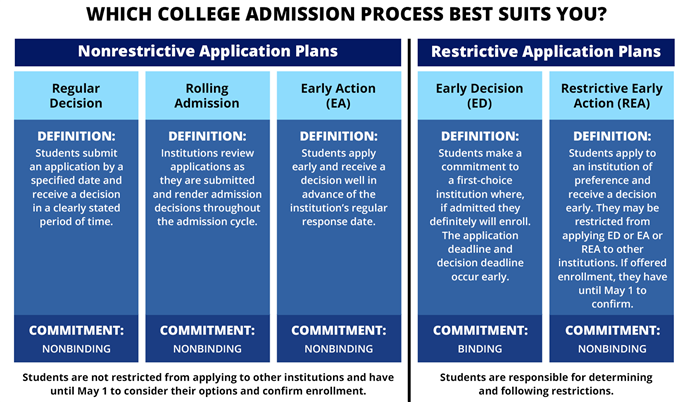 WHICH COLLEGE ADMISSION PROCESS BEST SUITS YOU?
Nonrestrictive Application Plans
Regular
Decision
DEFINITION:
Students submit
an application by a
specified date and
receive a decision
in a clearly stated
period of time.
COMMITMENT:
NONBINDING
Rolling
Admission
DEFINITION:
Institutions review
applications as
they are submitted
and render admission
decisions throughout
the admission cycle.
COMMITMENT:
NONBINDING
Early Action
(EA)
DEFINITION:
Students apply
early and receive a
decision well in
advance of the
institution's regular
response date.
COMMITMENT:
NONBINDING
Students are not restricted from applying to other institutions and have
until May 1 to consider their options and confirm enrollment.
Restrictive Application Plans
Early Decision
(ED)
DEFINITION:
Students make a
commitment to
a first-choice
institution where,
if admitted they
definitely will enroll.
The application
deadline and
decision deadline
occur early.
COMMITMENT:
BINDING
Restrictive Early
Action (REA)
DEFINITION:
Students apply to
an institution of
preference and
receive a decision
early. They may be
restricted from
applying ED or EA or
REA to other
institutions. If offered
enrollment, they have
until May 1 to
confirm.
COMMITMENT:
NONBINDING
Students are responsible for determining
and following restrictions.